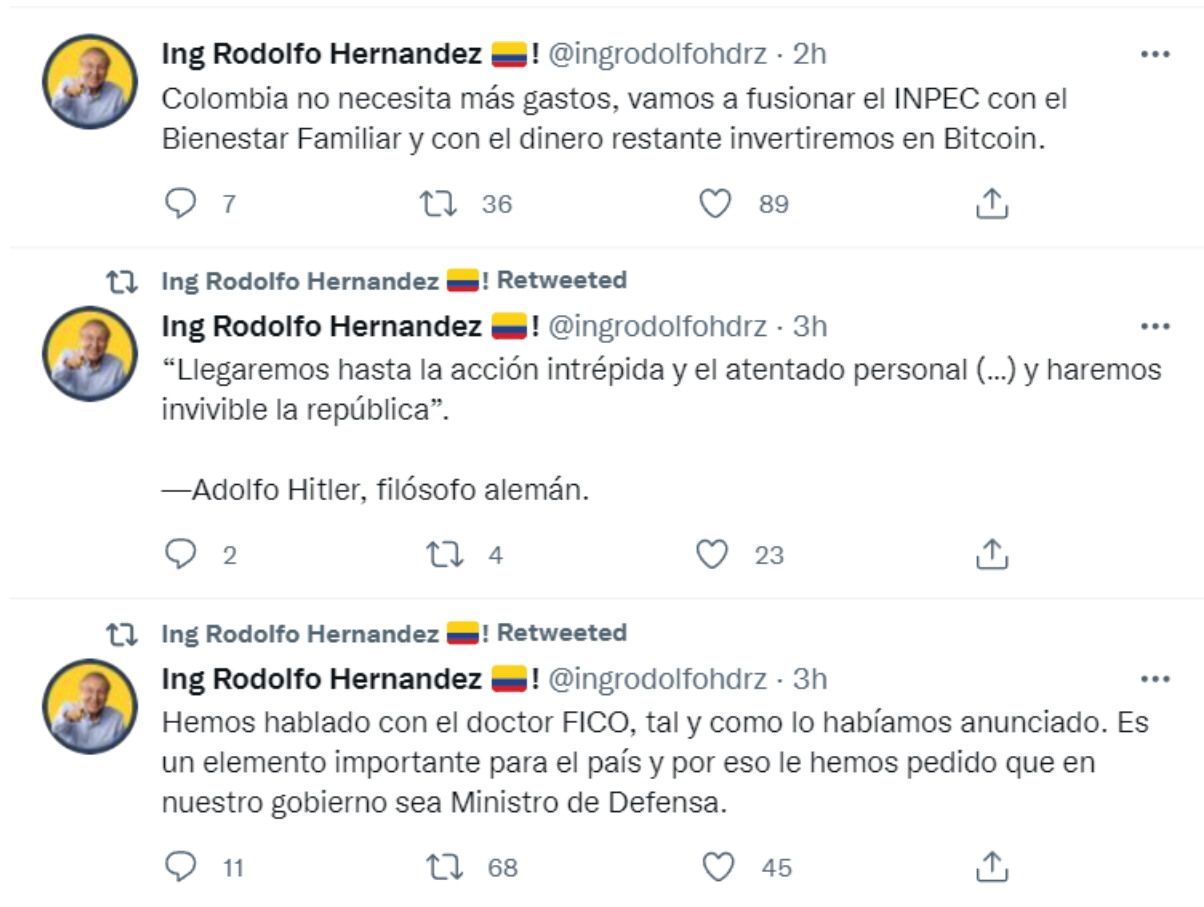 Ing Rodolfo Hernandez 🇨🇴! @ingrodolfohdrz · 2h
Colombia no necesita más gastos, vamos a fusionar el INPEC con el
Bienestar Familiar y con el dinero restante invertiremos en Bitcoin.
7 36 89
Ing Rodolfo Hernandez 🇨🇴! Retweeted
Ing Rodolfo Hernandez 🇨🇴! @ingrodolfohdrz · 3h
“Llegaremos hasta la acción intrépida y el atentado personal (...) y haremos
invivible la república”.
—Adolfo Hitler, filósofo alemán.
2 4 23
Ing Rodolfo Hernandez 🇨🇴! Retweeted
Ing Rodolfo Hernandez 🇨🇴! @ingrodolfohdrz · 3h
Hemos hablado con el doctor FICO, tal y como lo habíamos anunciado. Es
un elemento importante para el país y por eso le hemos pedido que en
nuestro gobierno sea Ministro de Defensa.
11 68 45